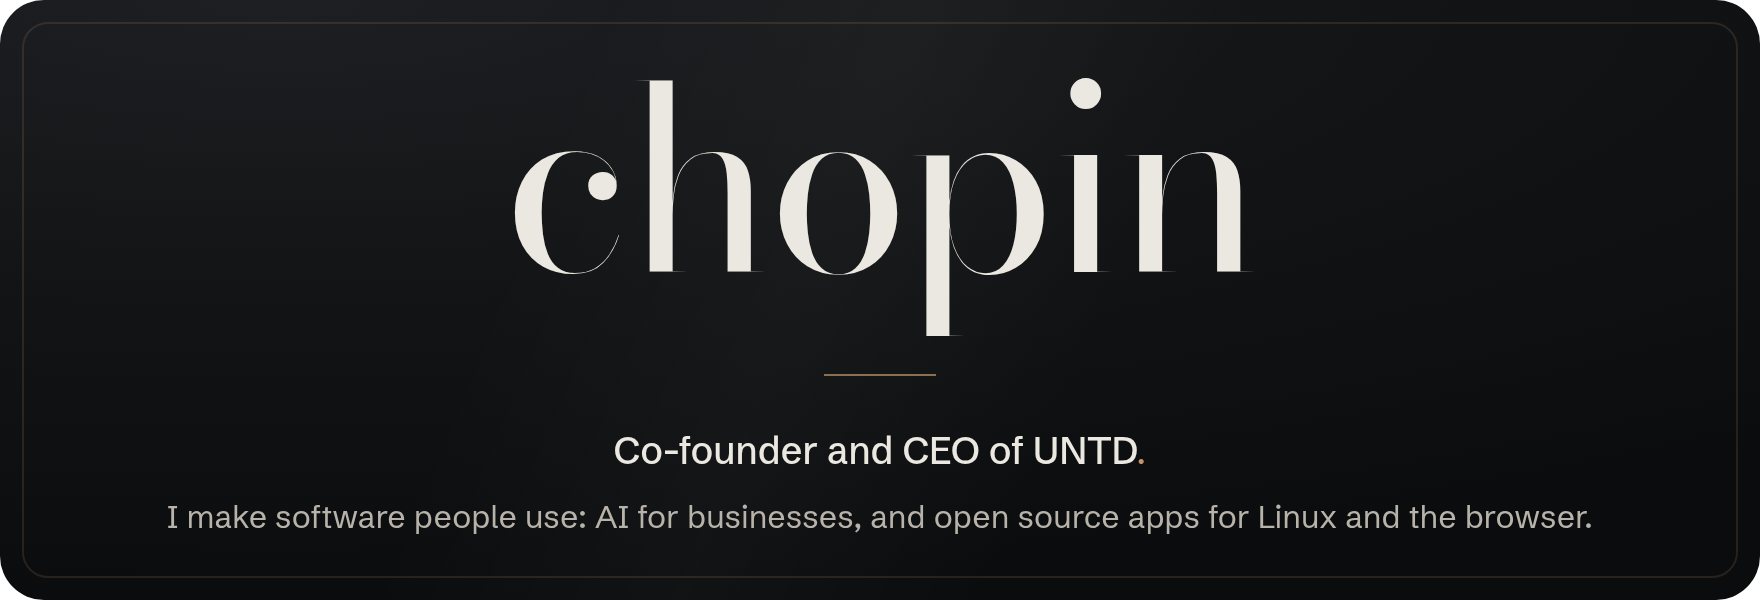 chopin
Co-founder and CEO of UNTD.
I make software people use: AI for businesses, and open source apps for Linux and the browser.